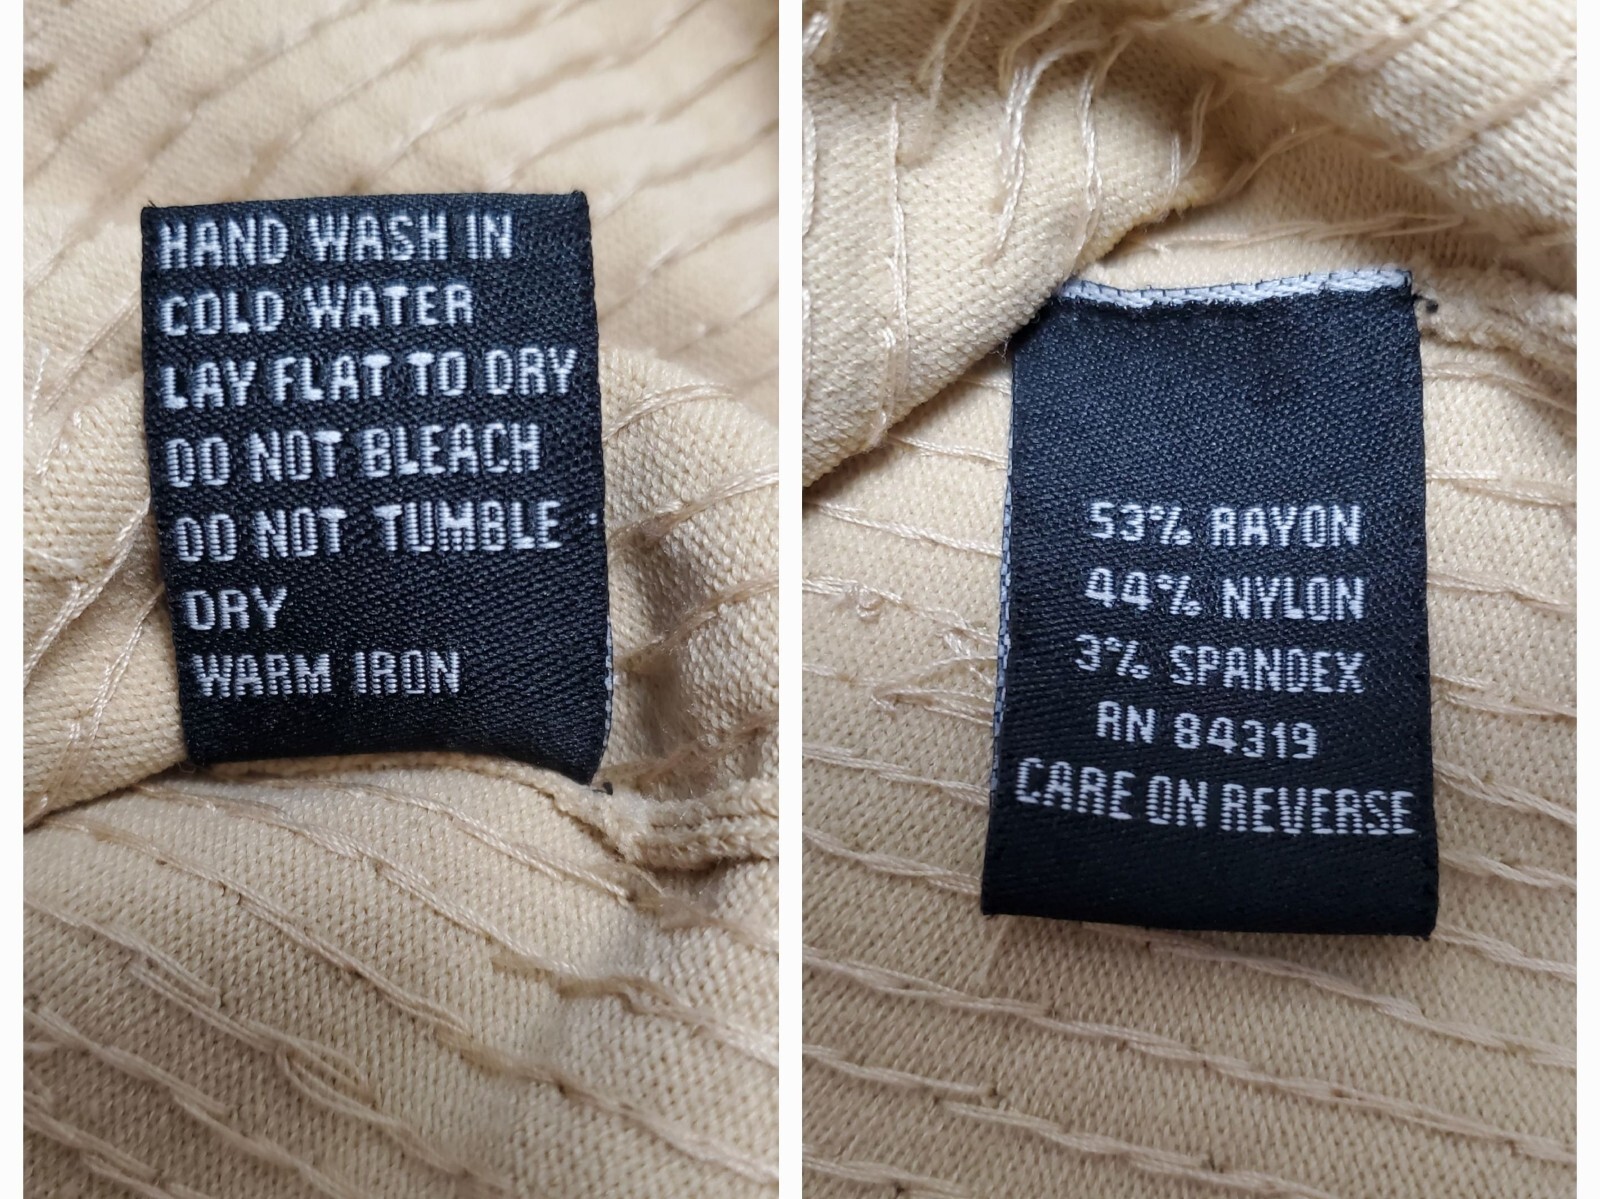 HAND WASH IN
COLD WATER
LAY FLAT TO DRY
DO NOT BLEACH
DO NOT TUMBLE
DRY
WARM IRON
53% RAYON
44% NYLON
3% SPANDEX
RN 84319
CARE ON REVERSE